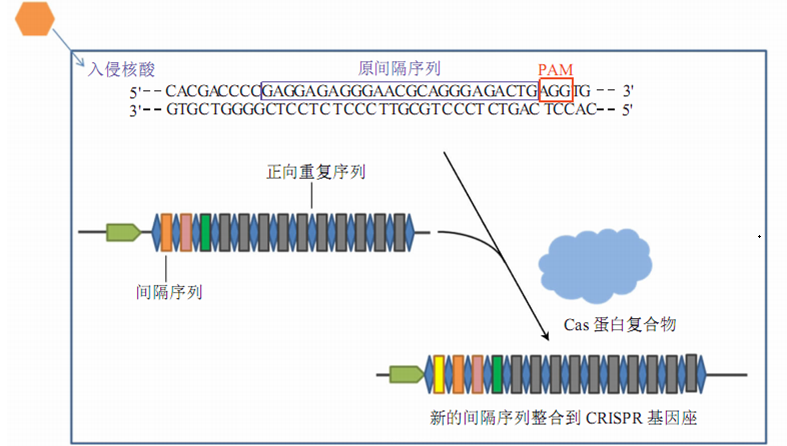 入侵核酸
原间隔序列
PAM
5'-- CACGACCCCGAGGAGAGGGAACGCAGGGAGACTGAGGTG -- 3'
3'-- GTGCTGGGGCTCCTCTCCCTTGCGTCCCTCTGACTCCAC-- 5'
正向重复序列
间隔序列
Cas 蛋白复合物
新的间隔序列整合到 CRISPR 基因座